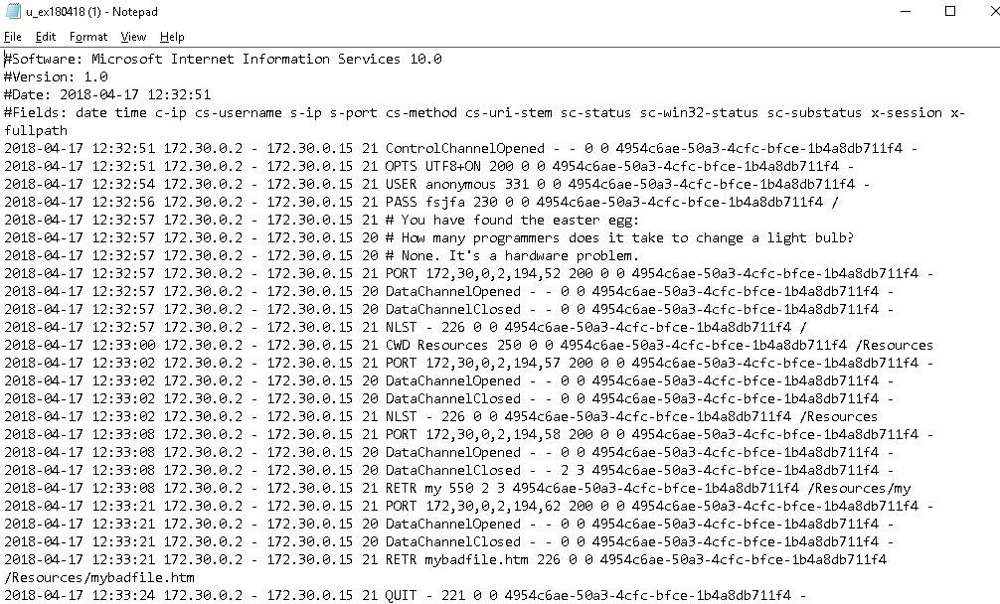 u_ex180418 (1) - Notepad
File Edit Format View Help
#Software: Microsoft Internet Information Services 10.0
#Version: 1.0
#Date: 2018-04-17 12:32:51
#Fields: date time c-ip cs-username s-ip s-port cs-method cs-uri-stem sc-status sc-win32-status sc-substatus x-session x-
fullpath
2018-04-17 12:32:51 172.30.0.2 - 172.30.0.15 21 ControlChannelOpened - - 0 0 4954c6ae-50a3-4cfc-bfce-1b4a8db711f4 -
2018-04-17 12:32:51 172.30.0.2 - 172.30.0.15 21 OPTS UTF8+ON 200 0 0 4954c6ae-50a3-4cfc-bfce-1b4a8db711f4 -
2018-04-17 12:32:54 172.30.0.2 - 172.30.0.15 21 USER anonymous 331 0 0 4954c6ae-50a3-4cfc-bfce-1b4a8db711f4 -
2018-04-17 12:32:56 172.30.0.2 - 172.30.0.15 21 PASS fsjfa 230 0 0 4954c6ae-50a3-4cfc-bfce-1b4a8db711f4 /
2018-04-17 12:32:57 172.30.0.2 - 172.30.0.15 21 # You have found the easter egg:
2018-04-17 12:32:57 172.30.0.2 - 172.30.0.15 20 # How many programmers does it take to change a light bulb?
2018-04-17 12:32:57 172.30.0.2 - 172.30.0.15 20 # None. It's a hardware problem.
2018-04-17 12:32:57 172.30.0.2 - 172.30.0.15 21 PORT 172,30,0,2,194,52 200 0 0 4954c6ae-50a3-4cfc-bfce-1b4a8db711f4 -
2018-04-17 12:32:57 172.30.0.2 - 172.30.0.15 20 DataChannelOpened - - 0 0 4954c6ae-50a3-4cfc-bfce-1b4a8db711f4 -
2018-04-17 12:32:57 172.30.0.2 - 172.30.0.15 20 DataChannelClosed - - 0 0 4954c6ae-50a3-4cfc-bfce-1b4a8db711f4 -
2018-04-17 12:32:57 172.30.0.2 - 172.30.0.15 21 NLST - 226 0 0 4954c6ae-50a3-4cfc-bfce-1b4a8db711f4 /
2018-04-17 12:33:00 172.30.0.2 - 172.30.0.15 21 CWD Resources 250 0 0 4954c6ae-50a3-4cfc-bfce-1b4a8db711f4 /Resources
2018-04-17 12:33:02 172.30.0.2 - 172.30.0.15 21 PORT 172,30,0,2,194,57 200 0 0 4954c6ae-50a3-4cfc-bfce-1b4a8db711f4 -
2018-04-17 12:33:02 172.30.0.2 - 172.30.0.15 20 DataChannelOpened - - 0 0 4954c6ae-50a3-4cfc-bfce-1b4a8db711f4 -
2018-04-17 12:33:02 172.30.0.2 - 172.30.0.15 20 DataChannelClosed - - 0 0 4954c6ae-50a3-4cfc-bfce-1b4a8db711f4 -
2018-04-17 12:33:02 172.30.0.2 - 172.30.0.15 21 NLST - 226 0 0 4954c6ae-50a3-4cfc-bfce-1b4a8db711f4 /Resources
2018-04-17 12:33:08 172.30.0.2 - 172.30.0.15 21 PORT 172,30,0,2,194,58 200 0 0 4954c6ae-50a3-4cfc-bfce-1b4a8db711f4 -
2018-04-17 12:33:08 172.30.0.2 - 172.30.0.15 20 DataChannelOpened - - 0 0 4954c6ae-50a3-4cfc-bfce-1b4a8db711f4 -
2018-04-17 12:33:08 172.30.0.2 - 172.30.0.15 20 DataChannelClosed - - 2 3 4954c6ae-50a3-4cfc-bfce-1b4a8db711f4 -
2018-04-17 12:33:08 172.30.0.2 - 172.30.0.15 21 RETR my 550 2 3 4954c6ae-50a3-4cfc-bfce-1b4a8db711f4 /Resources/my
2018-04-17 12:33:21 172.30.0.2 - 172.30.0.15 21 PORT 172,30,0,2,194,62 200 0 0 4954c6ae-50a3-4cfc-bfce-1b4a8db711f4 -
2018-04-17 12:33:21 172.30.0.2 - 172.30.0.15 20 DataChannelOpened - - 0 0 4954c6ae-50a3-4cfc-bfce-1b4a8db711f4 -
2018-04-17 12:33:21 172.30.0.2 - 172.30.0.15 20 DataChannelClosed - - 0 0 4954c6ae-50a3-4cfc-bfce-1b4a8db711f4 -
2018-04-17 12:33:21 172.30.0.2 - 172.30.0.15 21 RETR mybadfile.htm 226 0 0 4954c6ae-50a3-4cfc-bfce-1b4a8db711f4
/Resources/mybadfile.htm
2018-04-17 12:33:24 172.30.0.2 - 172.30.0.15 21 QUIT - 221 0 0 4954c6ae-50a3-4cfc-bfce-1b4a8db711f4 -